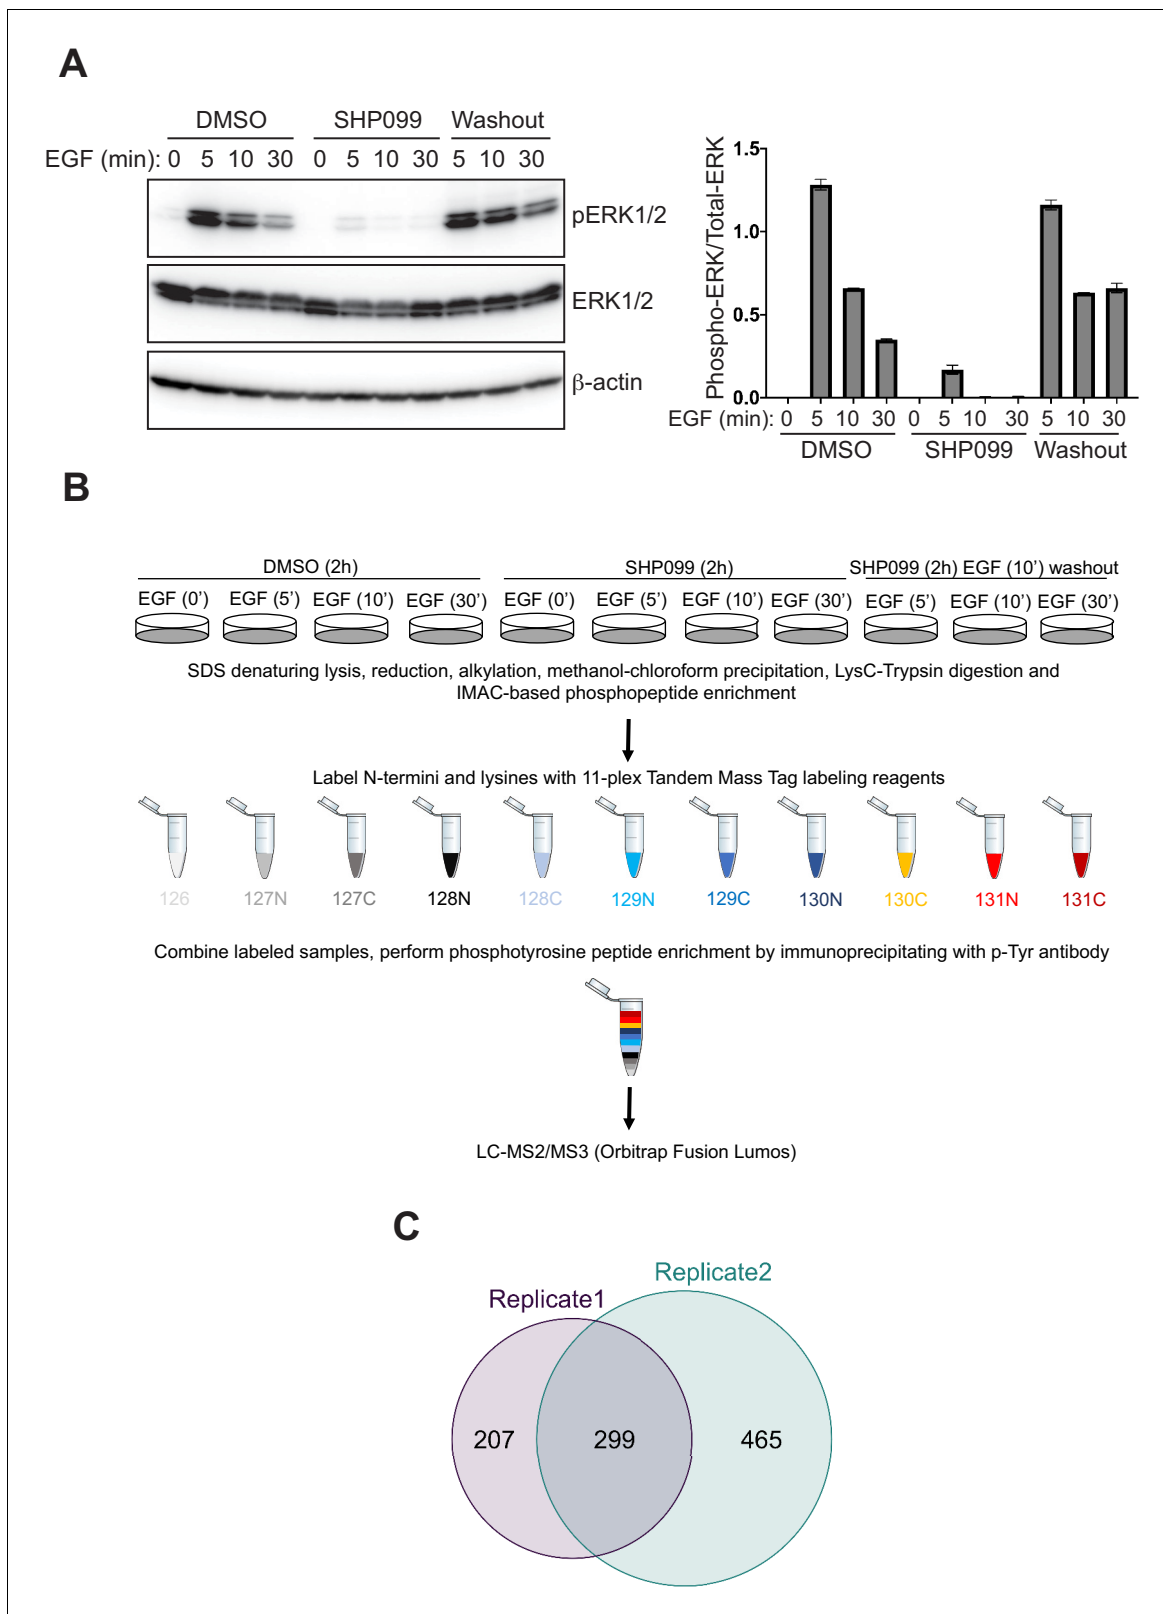 A
DMSO SHP099 Washout
EGF (min): 0 5 10 30 0 5 10 30 5 10 30
pERK1/2
ERK1/2
β-actin
Phospho-ERK/Total-ERK
1.5
1.0
0.5
0.0
EGF (min): 0 5 10 30 0 5 10 30 5 10 30
DMSO SHP099 Washout
B
DMSO (2h) SHP099 (2h) SHP099 (2h) EGF (10’) washout
EGF (0’) EGF (5’) EGF (10’) EGF (30’) EGF (0’) EGF (5’) EGF (10’) EGF (30’) EGF (5’) EGF (10’) EGF (30’)
SDS denaturing lysis, reduction, alkylation, methanol-chloroform precipitation, LysC-Trypsin digestion and
IMAC-based phosphopeptide enrichment
Label N-termini and lysines with 11-plex Tandem Mass Tag labeling reagents
126 127N 127C 128N 128C 129N 129C 130N 130C 131N 131C
Combine labeled samples, perform phosphotyrosine peptide enrichment by immunoprecipitating with p-Tyr antibody
LC-MS2/MS3 (Orbitrap Fusion Lumos)
C
Replicate2
Replicate1
207 299 465